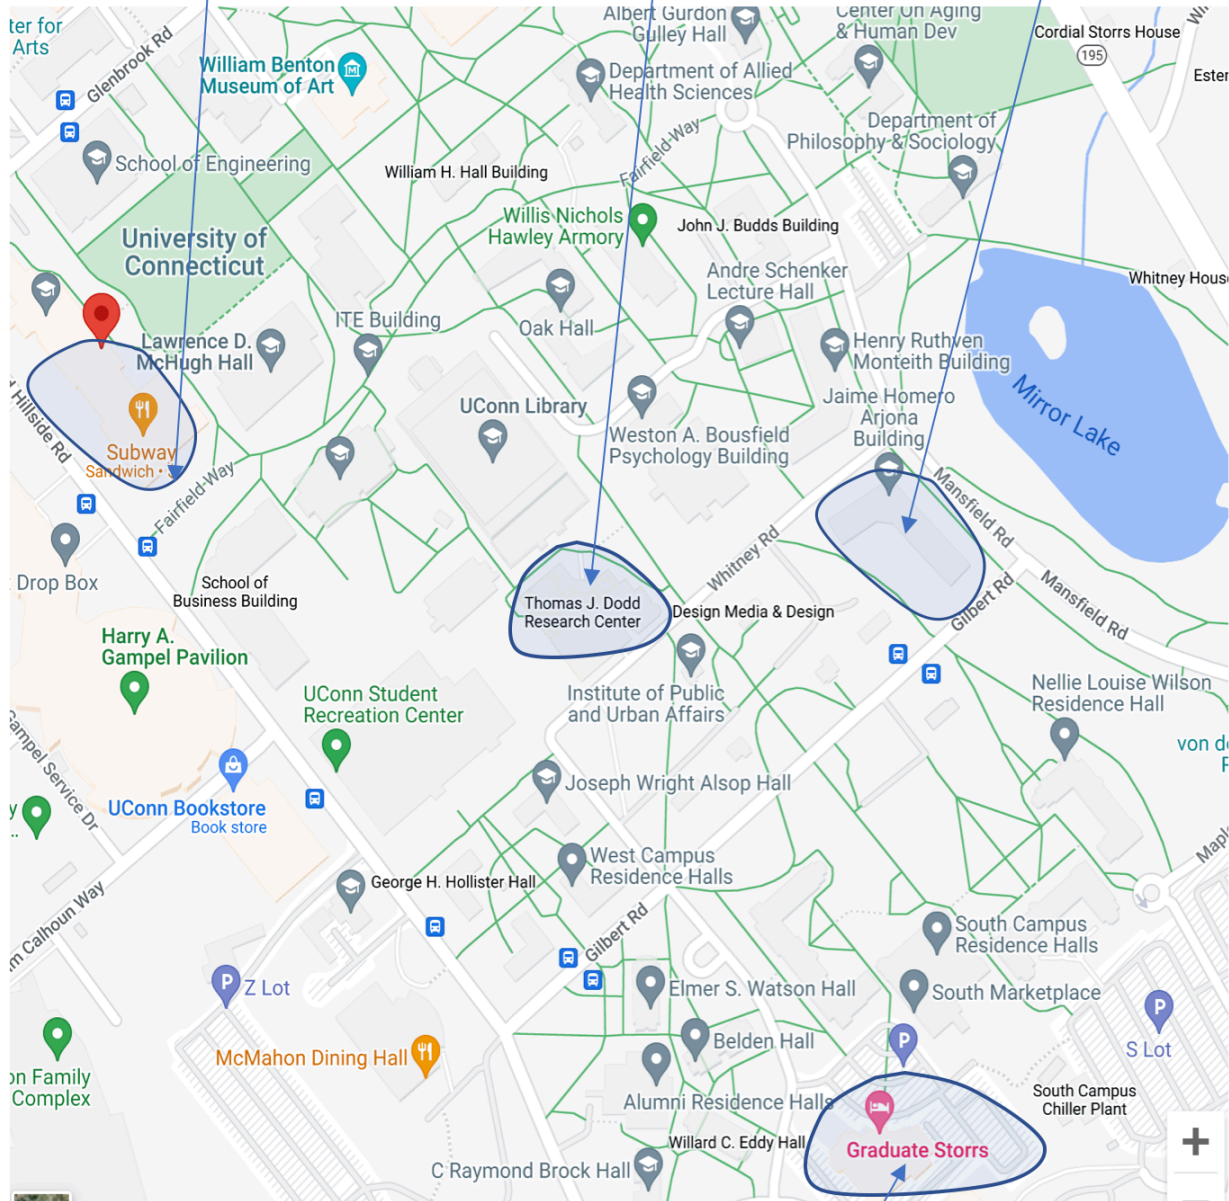 ter for
Arts
Glenbrook Rd
William Benton
Museum of Art
Albert Gurdon
Gulley Hall
Center On Aging
& Human Dev
Cordial Storrs House
195
Department of Allied
Health Sciences
Department of
Philosophy & Sociology
School of Engineering
William H. Hall Building
Fairfield Way
Willis Nichols
Hawley Armory
John J. Budds Building
University of
Connecticut
Andre Schenker
Lecture Hall
Whitney Hous
ITE Building
Oak Hall
Lawrence D.
McHugh Hall
Henry Ruthven
Monteith Building
Mirror Lake
Hillside Rd
UConn Library
Jaime Homero
Arjona
Building
Subway
Sandwich •
Weston A. Bousfield
Psychology Building
Fairfield Way
Mansfield Rd
Whitney Rd
Drop Box
School of
Business Building
Thomas J. Dodd
Research Center
Design Media & Design
Gilbert Rd
Mansfield Rd
Harry A.
Gampel Pavilion
UConn Student
Recreation Center
Institute of Public
and Urban Affairs
Nellie Louise Wilson
Residence Hall
Gampel Service Dr
Joseph Wright Alsop Hall
UConn Bookstore
Book store
West Campus
Residence Halls
George H. Hollister Hall
Calhoun Way
Gilbert Rd
South Campus
Residence Halls
P Z Lot
Elmer S. Watson Hall
South Marketplace
P
McMahon Dining Hall
Belden Hall
P
S Lot
on Family
Complex
Alumni Residence Halls
South Campus
Chiller Plant
Willard C. Eddy Hall
Graduate Storrs
C Raymond Brock Hall
+